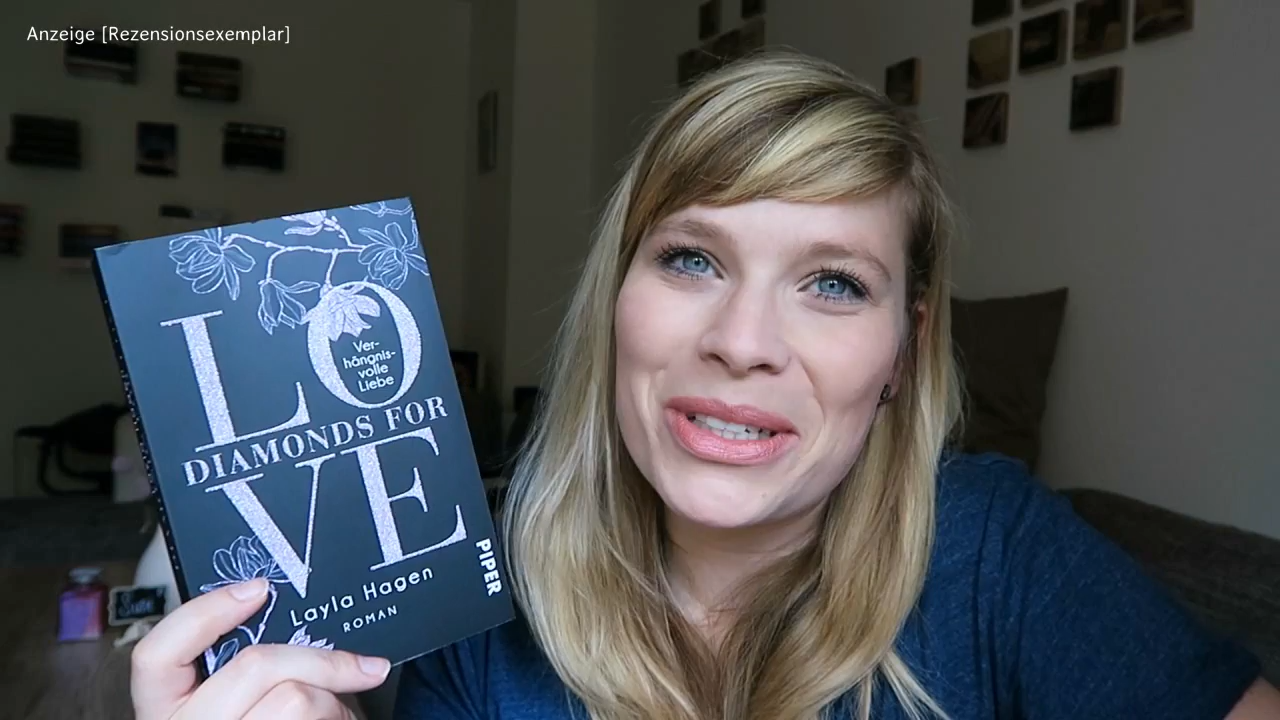 Anzeige [Rezensionsexemplar]
LO
Ver-
hängnis-
volle
Liebe
DIAMONDS FOR
VE
Layla Hagen
ROMAN
PIPER